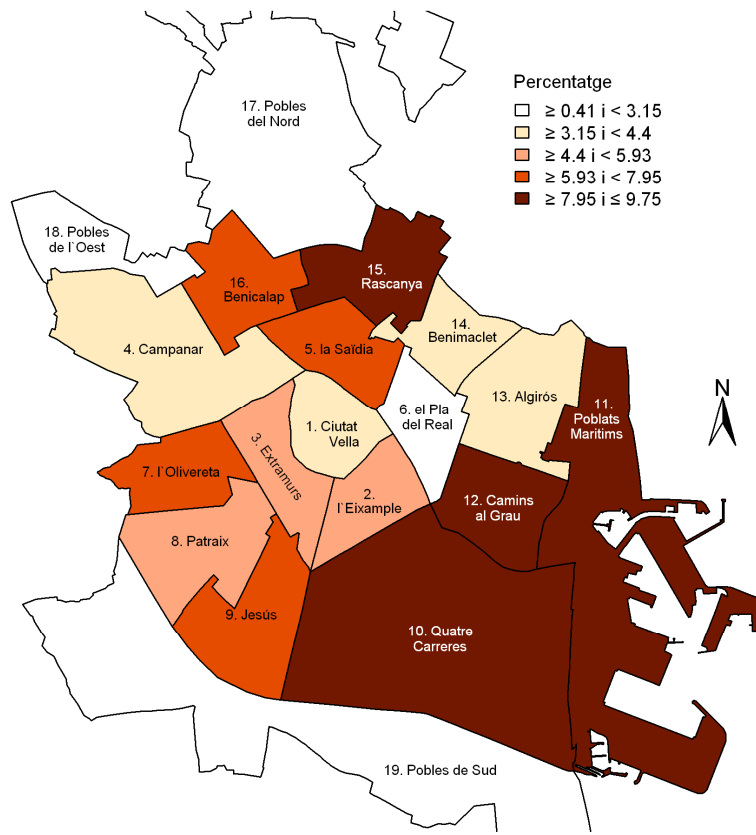 17. Pobles
del Nord
Percentatge
≥ 0.41 i < 3.15
≥ 3.15 i < 4.4
≥ 4.4 i < 5.93
≥ 5.93 i < 7.95
≥ 7.95 i ≤ 9.75
18. Pobles
de l`Oest
16.
Benicalap
15.
Rascanya
14.
Benimaclet
4. Campanar
5. la Saïdia
13. Algirós
6. el Pla
del Real
11.
Poblats
Maritims
N
1. Ciutat
Vella
3. Extramurs
7. l`Olivereta
2.
l`Eixample
12. Camins
al Grau
8. Patraix
9. Jesús
10. Quatre
Carreres
19. Pobles de Sud